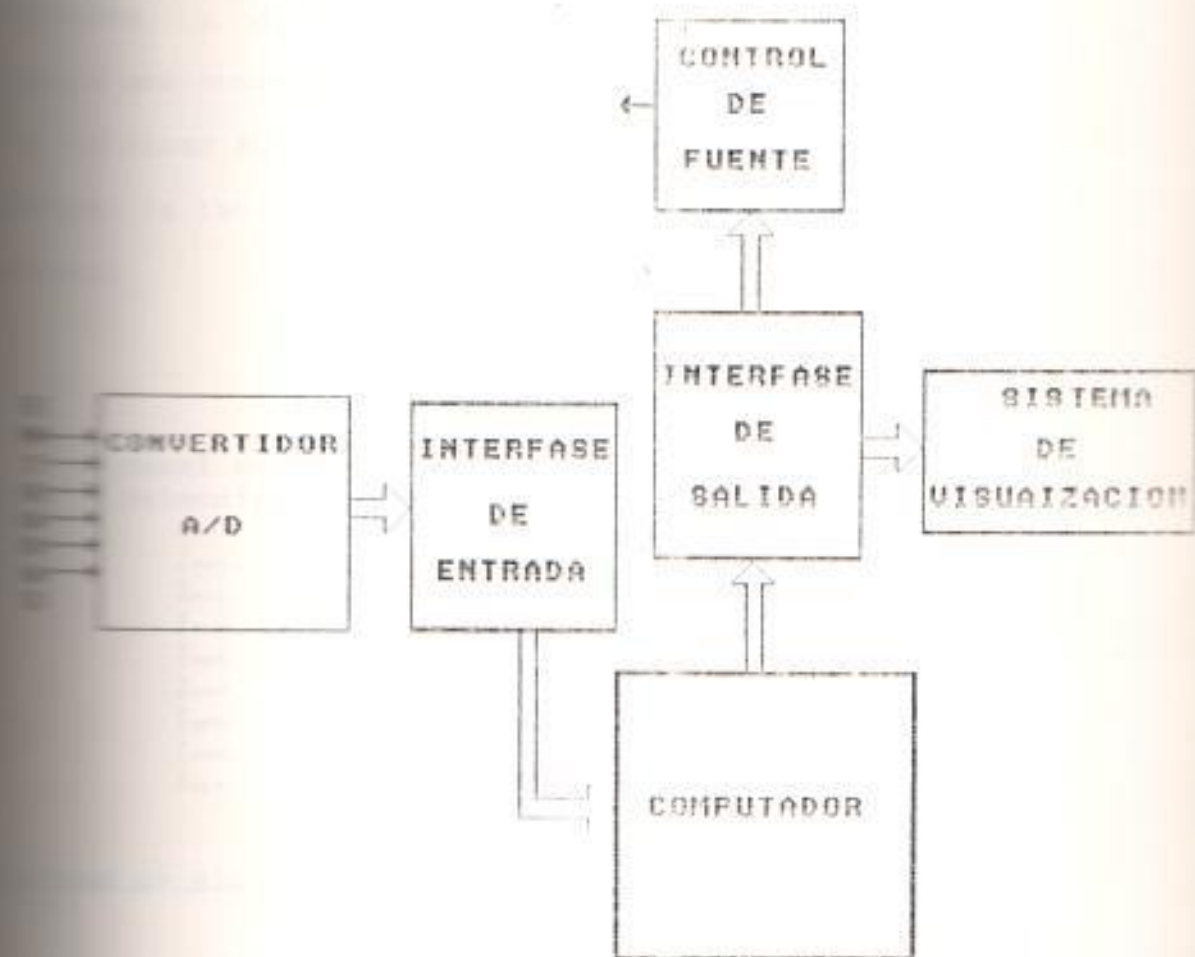 CONTROL
DE
FUENTE
INTERFASE
DE
SALIDA
SISTEMA
DE
VISUAIZACION
CONVERTIDOR
A/D
INTERFASE
DE
ENTRADA
COMPUTADOR